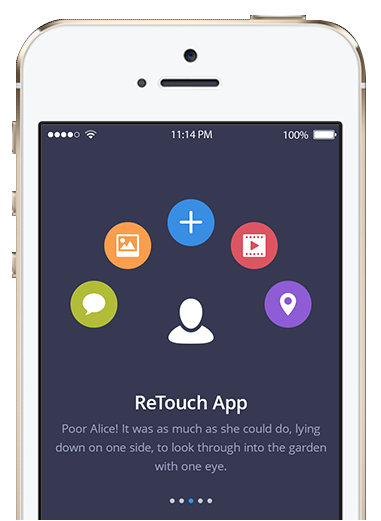 11:14 PM
100%
ReTouch App
Poor Alice! It was as much as she could do, lying
down on one side, to look through into the garden
with one eye.